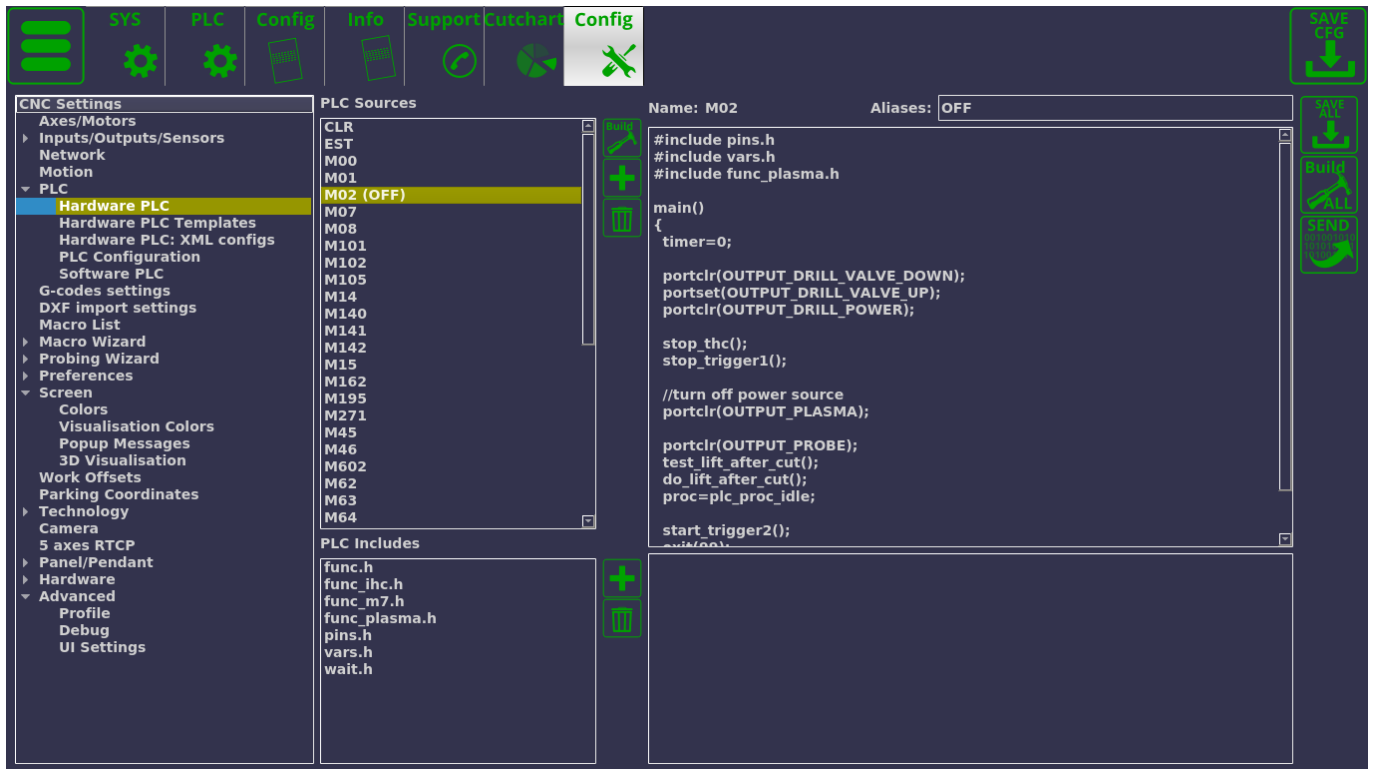 SYS
PLC
Config
Info
Support
Cutchart
Config
SAVE
CFG
CNC Settings
Axes/Motors
Inputs/Outputs/Sensors
Network
Motion
PLC
Hardware PLC
Hardware PLC Templates
Hardware PLC: XML configs
PLC Configuration
Software PLC
G-codes settings
DXF import settings
Macro List
Macro Wizard
Probing Wizard
Preferences
Screen
Colors
Visualisation Colors
Popup Messages
3D Visualisation
Work Offsets
Parking Coordinates
Technology
Camera
5 axes RTCP
Panel/Pendant
Hardware
Advanced
Profile
Debug
UI Settings
PLC Sources
CLR
EST
M00
M01
M02 (OFF)
M07
M08
M101
M102
M105
M14
M140
M141
M142
M15
M162
M195
M271
M45
M46
M602
M62
M63
M64
Build
PLC Includes
func.h
func_ihc.h
func_m7.h
func_plasma.h
pins.h
vars.h
wait.h
Name: M02
Aliases: OFF
#include pins.h
#include vars.h
#include func_plasma.h
main()
{
timer=0;
portclr(OUTPUT_DRILL_VALVE_DOWN);
portset(OUTPUT_DRILL_VALVE_UP);
portclr(OUTPUT_DRILL_POWER);
stop_thc();
stop_trigger1();
//turn off power source
portclr(OUTPUT_PLASMA);
portclr(OUTPUT_PROBE);
test_lift_after_cut();
do_lift_after_cut();
proc=plc_proc_idle;
start_trigger2();
exit(99);
SAVE
ALL
Build
ALL
SEND